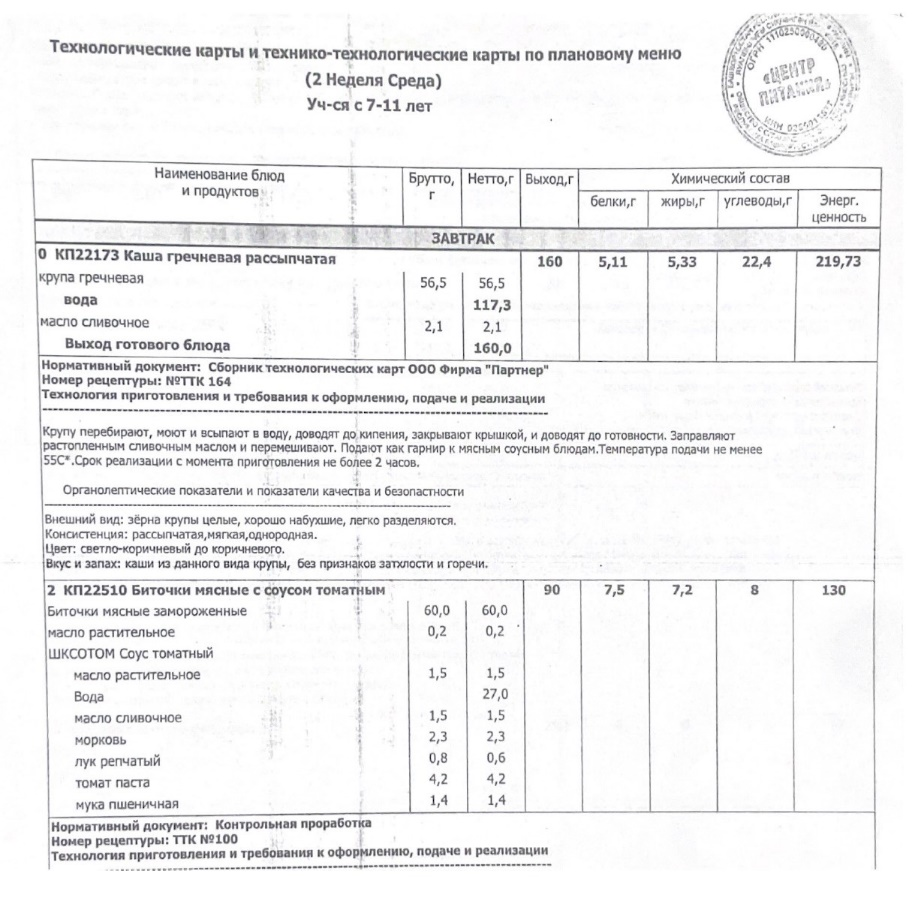 Технологические карты и технико-технологические карты по плановому меню
(2 Неделя Среда)
Уч-ся с 7-11 лет
«ЦЕНТР
ПИТАНИЯ»
Наименование блюд и продуктов Брутто, г Нетто,г Выход,г Химический состав
белки,г жиры,г углеводы,г Энерг. ценность
ЗАВТРАК
0 КП22173 Каша гречневая рассыпчатая 160 5,11 5,33 22,4 219,73
крупа гречневая 56,5 56,5
вода 117,3
масло сливочное 2,1 2,1
Выход готового блюда 160,0
Нормативный документ: Сборник технологических карт ООО Фирма "Партнер"
Номер рецептуры: №ТТК 164
Технология приготовления и требования к оформлению, подаче и реализации
Крупу перебирают, моют и всыпают в воду, доводят до кипения, закрывают крышкой, и доводят до готовности. Заправляют
растопленным сливочным маслом и перемешивают. Подают как гарнир к мясным соусным блюдам.Температура подачи не менее
55С*.Срок реализации с момента приготовления не более 2 часов.
Органолептические показатели и показатели качества и безопастности
Внешний вид: зёрна крупы целые, хорошо набухшие, легко разделяются.
Консистенция: рассыпчатая,мягкая,однородная.
Цвет: светло-коричневый до коричневого.
Вкус и запах: каши из данного вида крупы, без признаков затхлости и горечи.
2 КП22510 Биточки мясные с соусом томатным 90 7,5 7,2 8 130
Биточки мясные замороженные 60,0 60,0
масло растительное 0,2 0,2
ШКСОТОМ Соус томатный
масло растительное 1,5 1,5
Вода 27,0
масло сливочное 1,5 1,5
морковь 2,3 2,3
лук репчатый 0,8 0,6
томат паста 4,2 4,2
мука пшеничная 1,4 1,4
Нормативный документ: Контрольная проработка
Номер рецептуры: ТТК №100
Технология приготовления и требования к оформлению, подаче и реализации